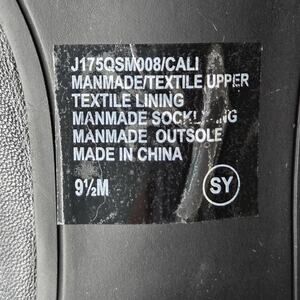 J175QSM008/CALI
MANMADE/TEXTILE UPPER
TEXTILE LINING
MANMADE
MANMADE OUTSOLE
MADE IN CHINA
9½M
SY